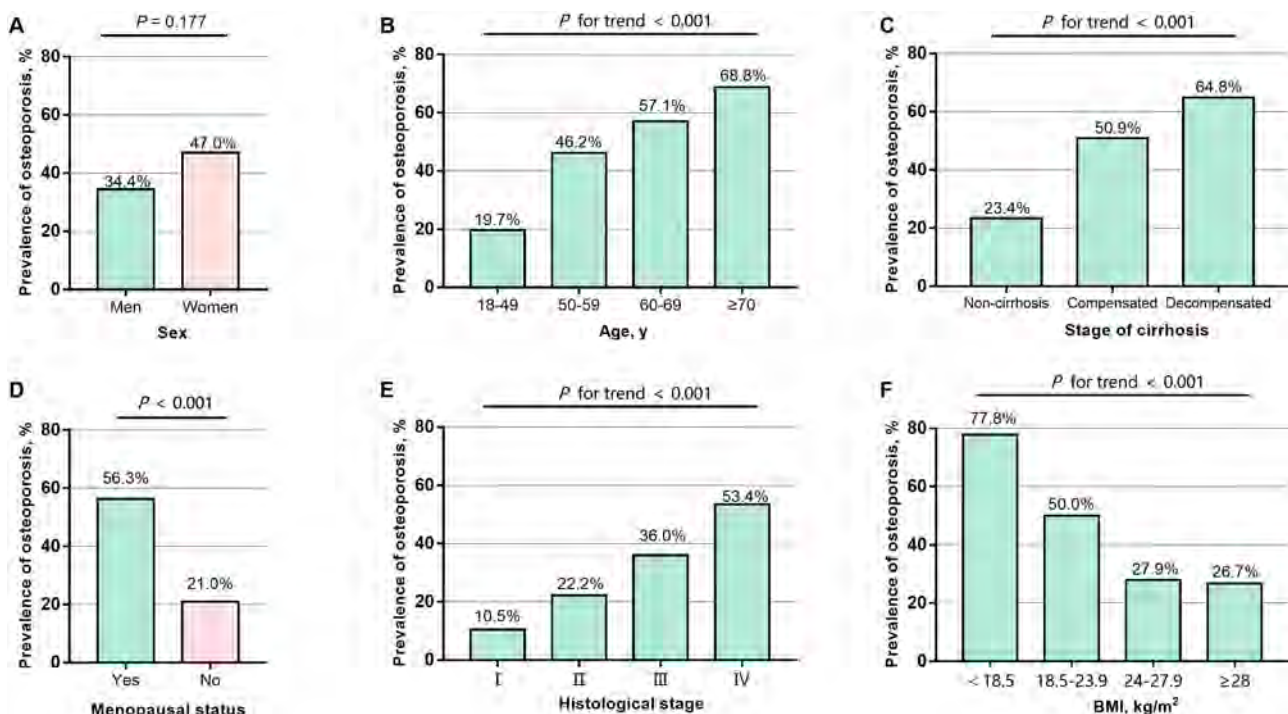 A
P = 0.177
Prevalence of osteoporosis, %
80
60
40
20
0
34.4%
47.0%
Men
Women
Sex
B
P for trend < 0.001
Prevalence of osteoporosis, %
80
60
40
20
0
19.7%
46.2%
57.1%
68.8%
18-49
50-59
60-69
≥70
Age, y
C
P for trend < 0.001
Prevalence of osteoporosis, %
80
60
40
20
0
23.4%
50.9%
64.8%
Non-cirrhosis
Compensated
Decompensated
Stage of cirrhosis
D
P < 0.001
Prevalence of osteoporosis, %
80
60
40
20
0
56.3%
21.0%
Yes
No
Menopausal status
E
P for trend < 0.001
Prevalence of osteoporosis, %
80
60
40
20
0
10.5%
22.2%
36.0%
53.4%
I
II
III
IV
Histological stage
F
P for trend < 0.001
Prevalence of osteoporosis, %
80
60
40
20
0
77.8%
50.0%
27.9%
26.7%
< 18.5
18.5-23.9
24-27.9
≥28
BMI, kg/m²